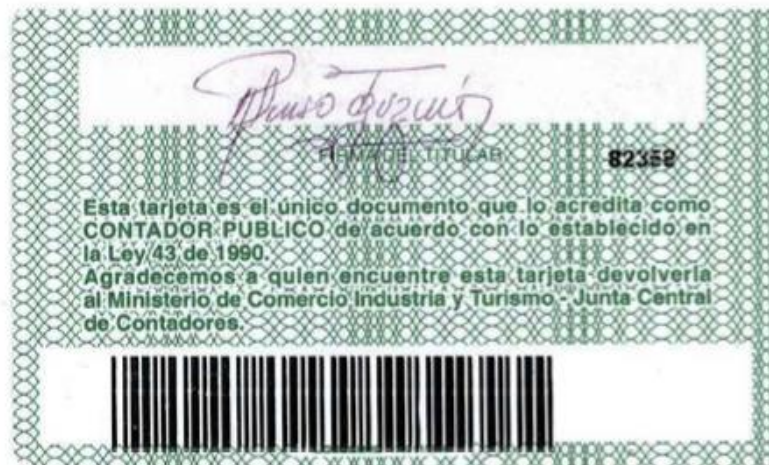 FIRMA DEL TITULAR
Esta tarjeta es el único documento que lo acredita como
CONTADOR PUBLICO de acuerdo con lo establecido en
la Ley 43 de 1990.
Agradecemos a quien encuentre esta tarjeta devolverla
al Ministerio de Comercio Industria y Turismo - Junta Central
de Contadores.